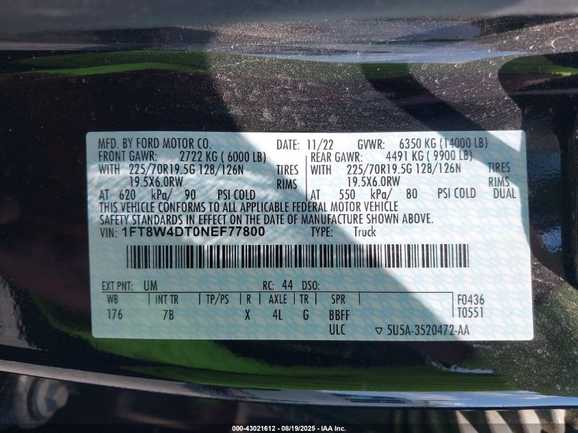 MFD. BY FORD MOTOR CO. DATE: 11/22 GVWR: 6350 KG (14000 LB)
FRONT GAWR: 2722 KG (6000 LB) REAR GAWR: 4491 KG (9900 LB)
WITH 225/70R19.5G 128/126N TIRES WITH 225/70R19.5G 128/126N TIRES
19.5X6.0RW RIMS 19.5X6.0RW RIMS
AT 620 kPa/ 90 PSI COLD AT 550 kPa/ 80 PSI COLD DUAL
THIS VEHICLE CONFORMS TO ALL APPLICABLE FEDERAL MOTOR VEHICLE
SAFETY STANDARDS IN EFFECT ON THE DATE OF MANUFACTURE SHOWN ABOVE.
VIN: 1FT8W4DT0NEF77800 TYPE: Truck
EXT PNT: UM RC: 44 DSO:
WB INT TR TP/PS R AXLE TR SPR F0436
176 7B X 4L G BBFF T0551
ULC ▽ 5U5A-3520472-AA
000-43021612 - 08/19/2025 - IAA Inc.